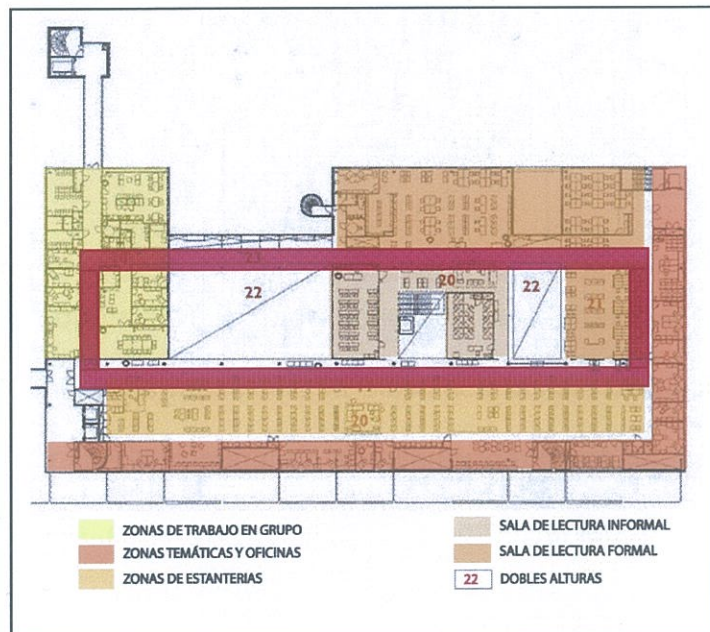 23
22
20
22
21
20
ZONAS DE TRABAJO EN GRUPO
ZONAS TEMÁTICAS Y OFICINAS
ZONAS DE ESTANTERIAS
SALA DE LECTURA INFORMAL
SALA DE LECTURA FORMAL
22 DOBLES ALTURAS